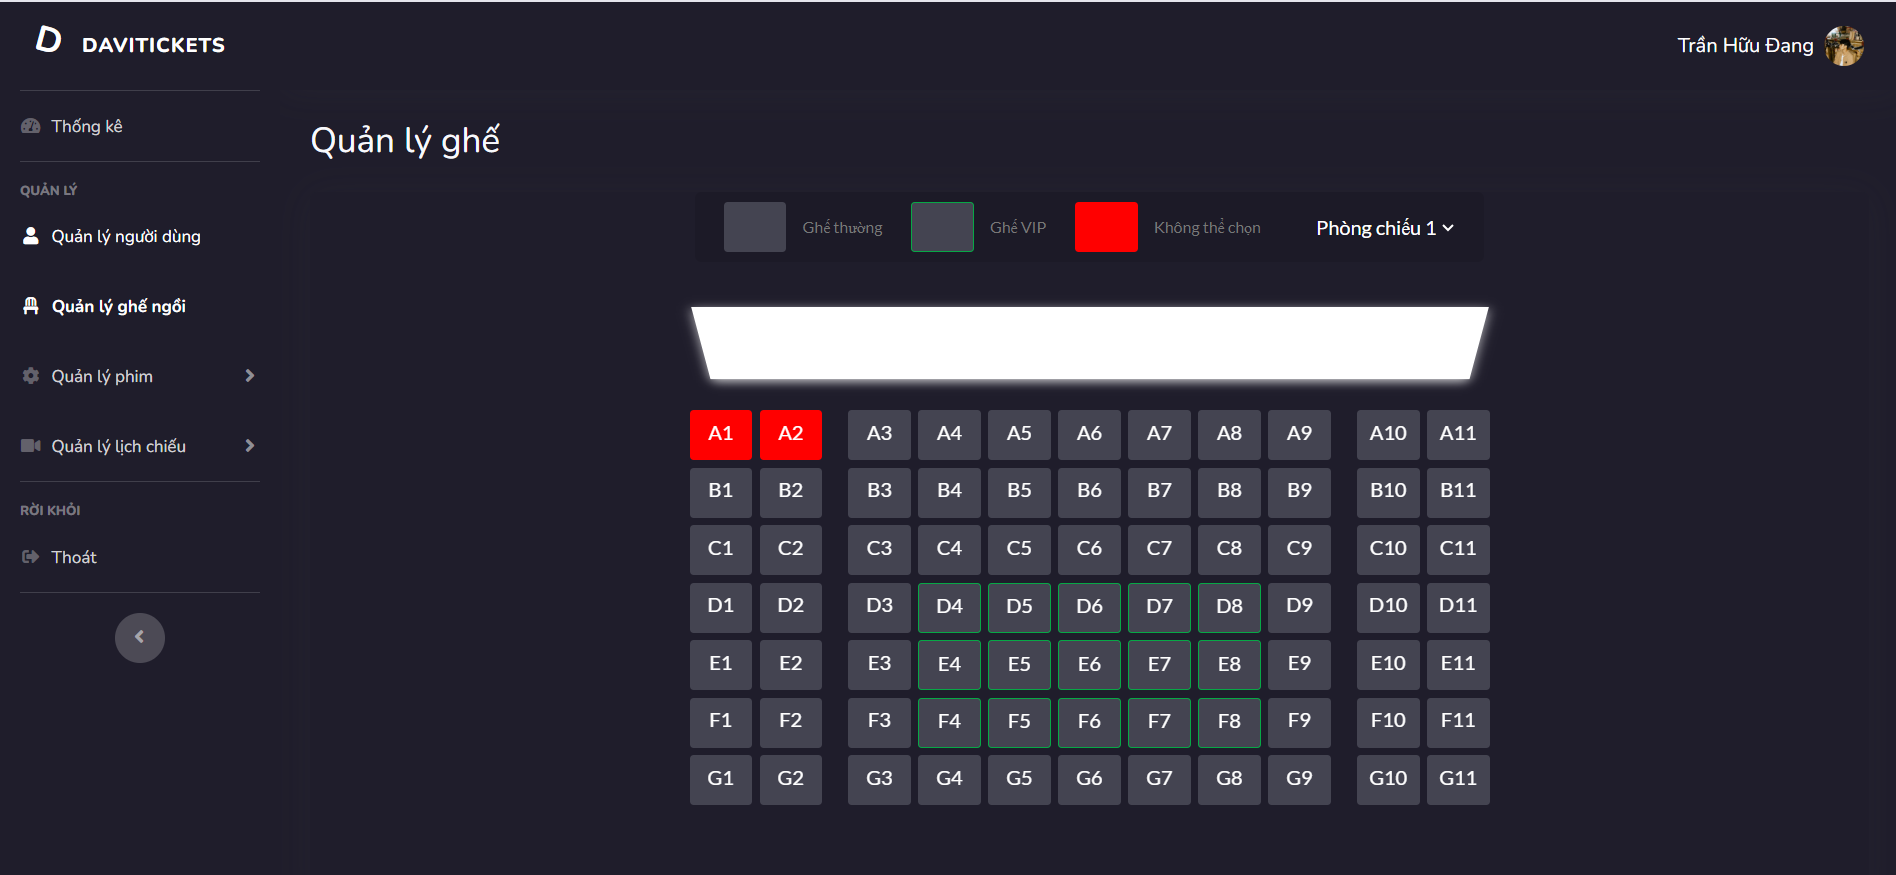 D DAVITICKETS
Trần Hữu Đang
Thống kê
QUẢN LÝ
Quản lý người dùng
Quản lý ghế ngồi
Quản lý phim
Quản lý lịch chiếu
RỜI KHỎI
Thoát
Quản lý ghế
Ghế thường Ghế VIP Không thể chọn Phòng chiếu 1
A1 A2 A3 A4 A5 A6 A7 A8 A9 A10 A11
B1 B2 B3 B4 B5 B6 B7 B8 B9 B10 B11
C1 C2 C3 C4 C5 C6 C7 C8 C9 C10 C11
D1 D2 D3 D4 D5 D6 D7 D8 D9 D10 D11
E1 E2 E3 E4 E5 E6 E7 E8 E9 E10 E11
F1 F2 F3 F4 F5 F6 F7 F8 F9 F10 F11
G1 G2 G3 G4 G5 G6 G7 G8 G9 G10 G11